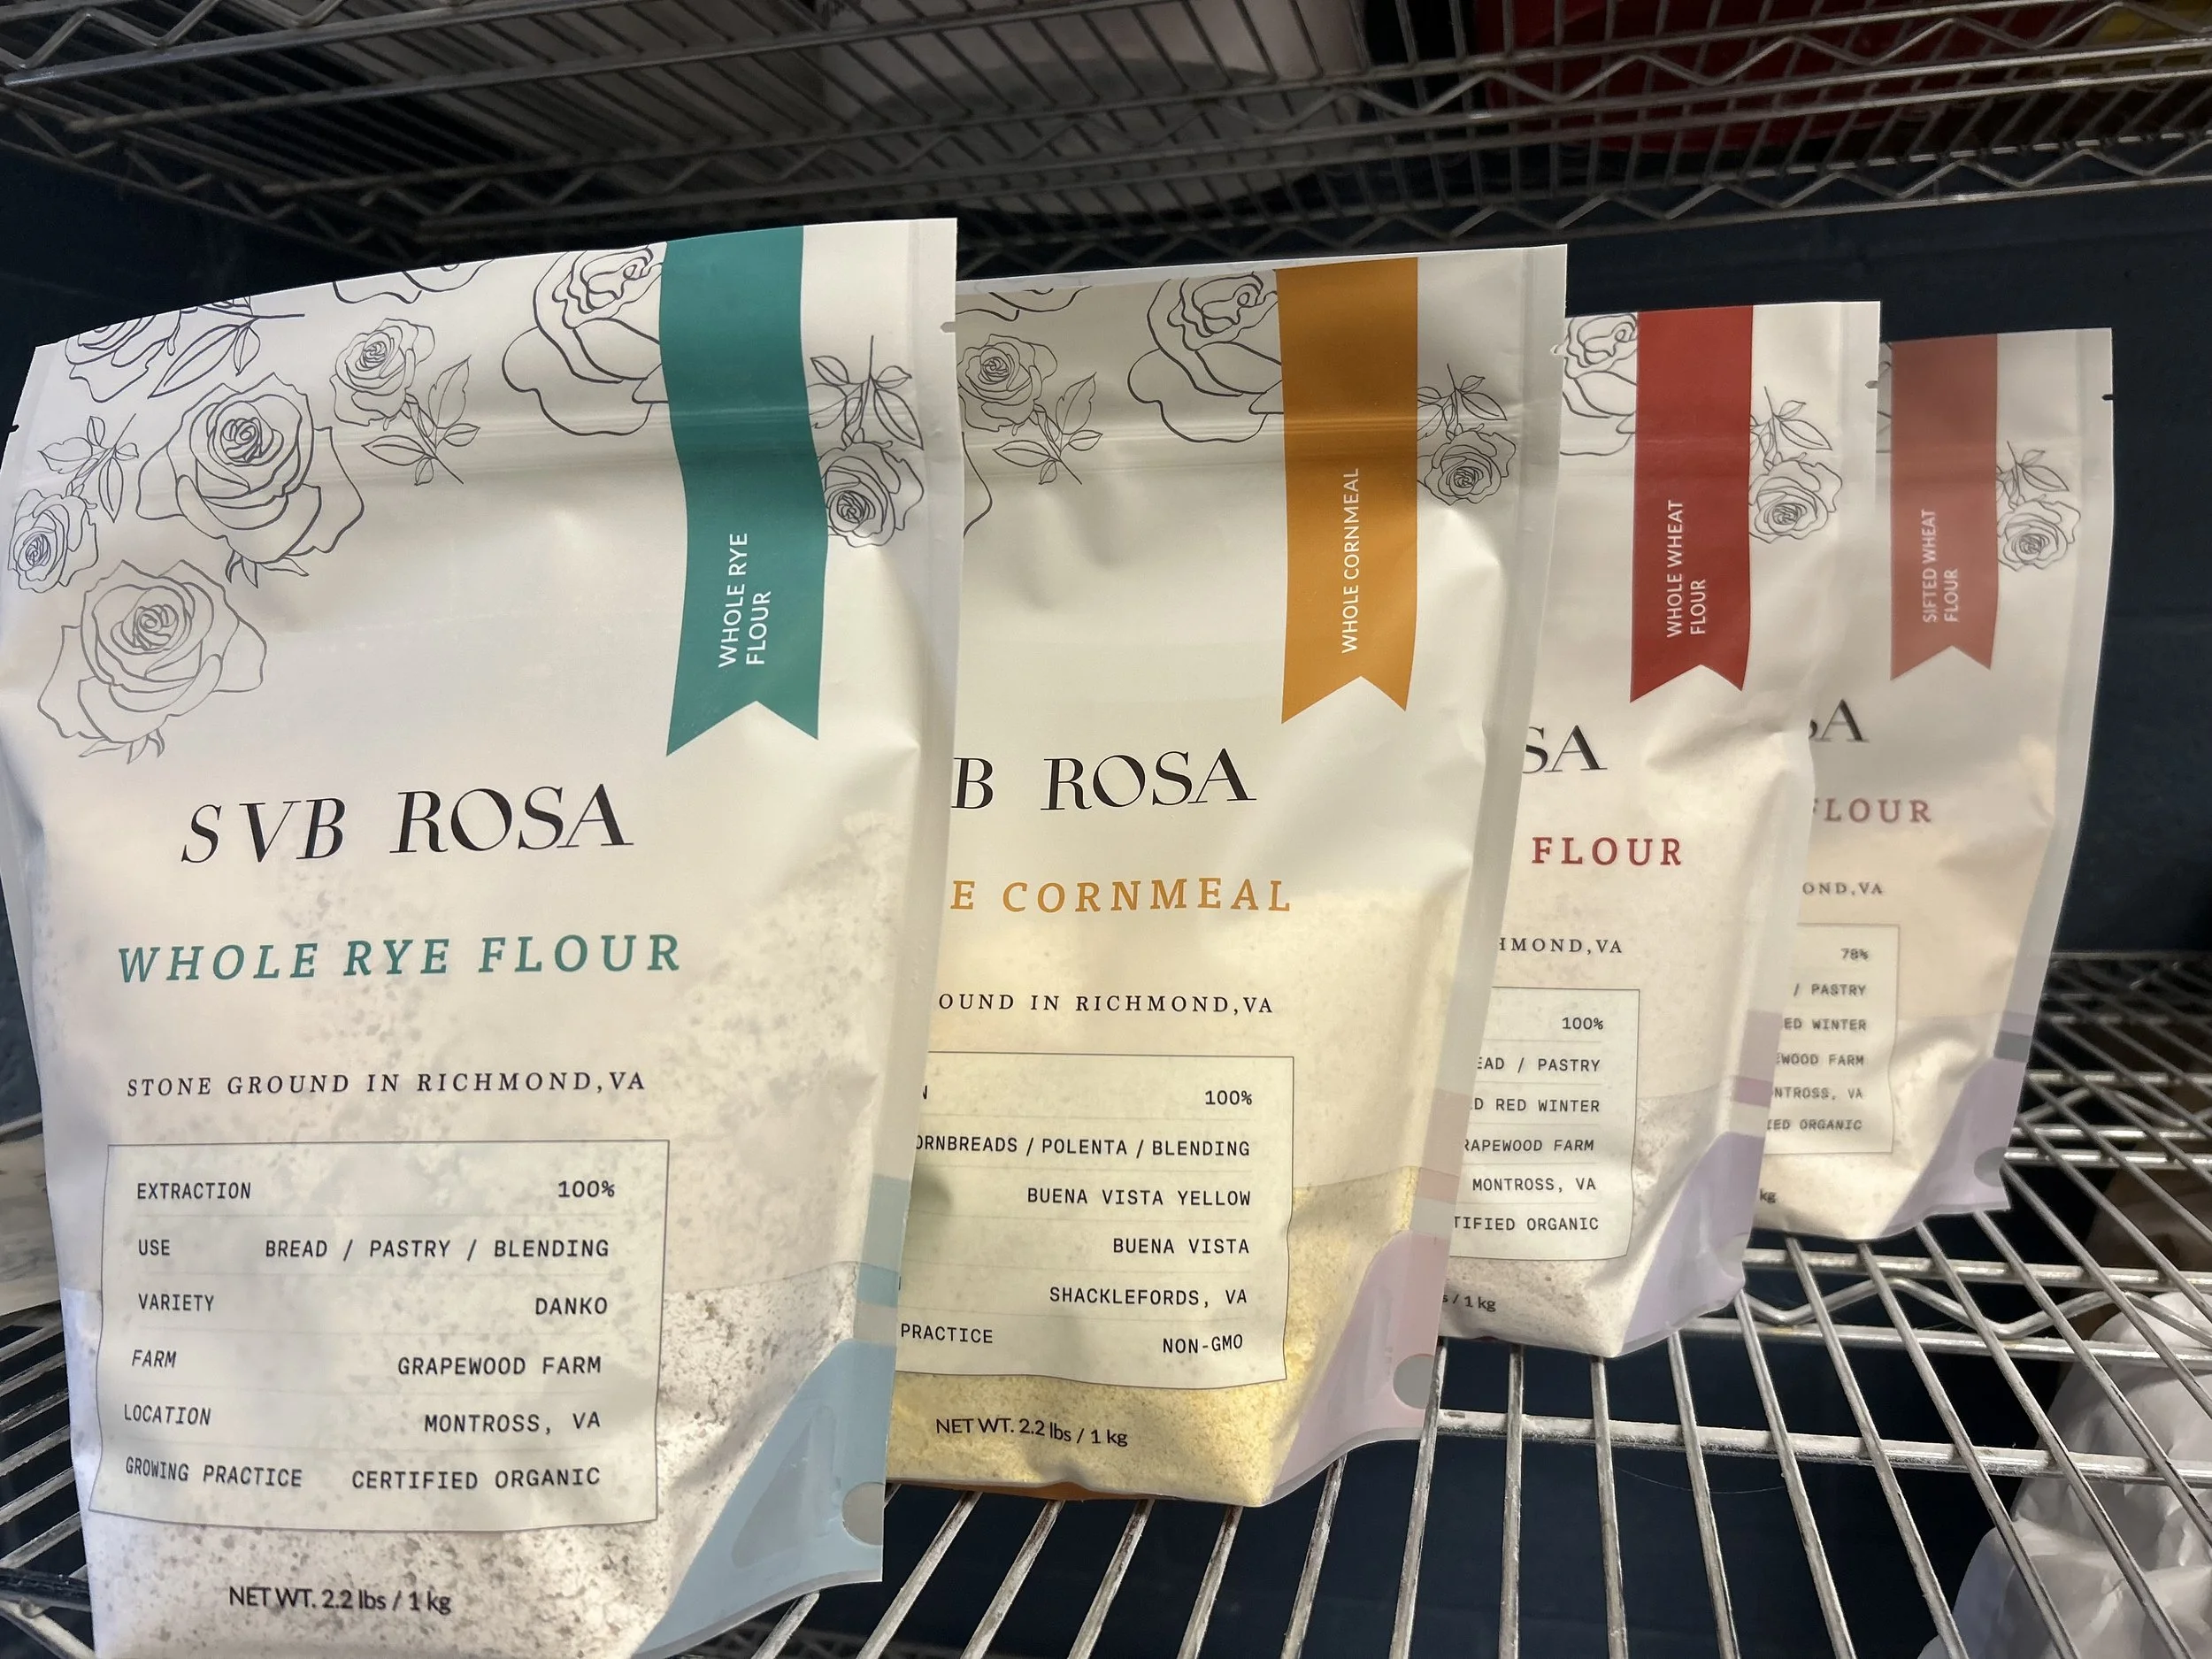 WHOLE RYE
FLOUR
SVB ROSA
WHOLE RYE FLOUR
STONE GROUND IN RICHMOND,VA
EXTRACTION 100%
USE BREAD / PASTRY / BLENDING
VARIETY DANKO
FARM GRAPEWOOD FARM
LOCATION MONTROSS, VA
GROWING PRACTICE CERTIFIED ORGANIC
NET WT. 2.2 lbs / 1 kg
WHOLE CORNMEAL
B ROSA
E CORNMEAL
OUND IN RICHMOND,VA
N 100%
ORNBREADS / POLENTA / BLENDING
BUENA VISTA YELLOW
BUENA VISTA
SHACKLEFORDS, VA
PRACTICE NON-GMO
NET WT. 2.2 lbs / 1 kg
WHOLE WHEAT
FLOUR
SA
FLOUR
HMOND,VA
100%
EAD / PASTRY
D RED WINTER
RAPEWOOD FARM
MONTROSS, VA
TIFIED ORGANIC
s / 1 kg
SIFTED WHEAT
FLOUR
SA
FLOUR
OND,VA
78%
/ PASTRY
ED WINTER
EWOOD FARM
NTROSS, VA
IED ORGANIC
kg